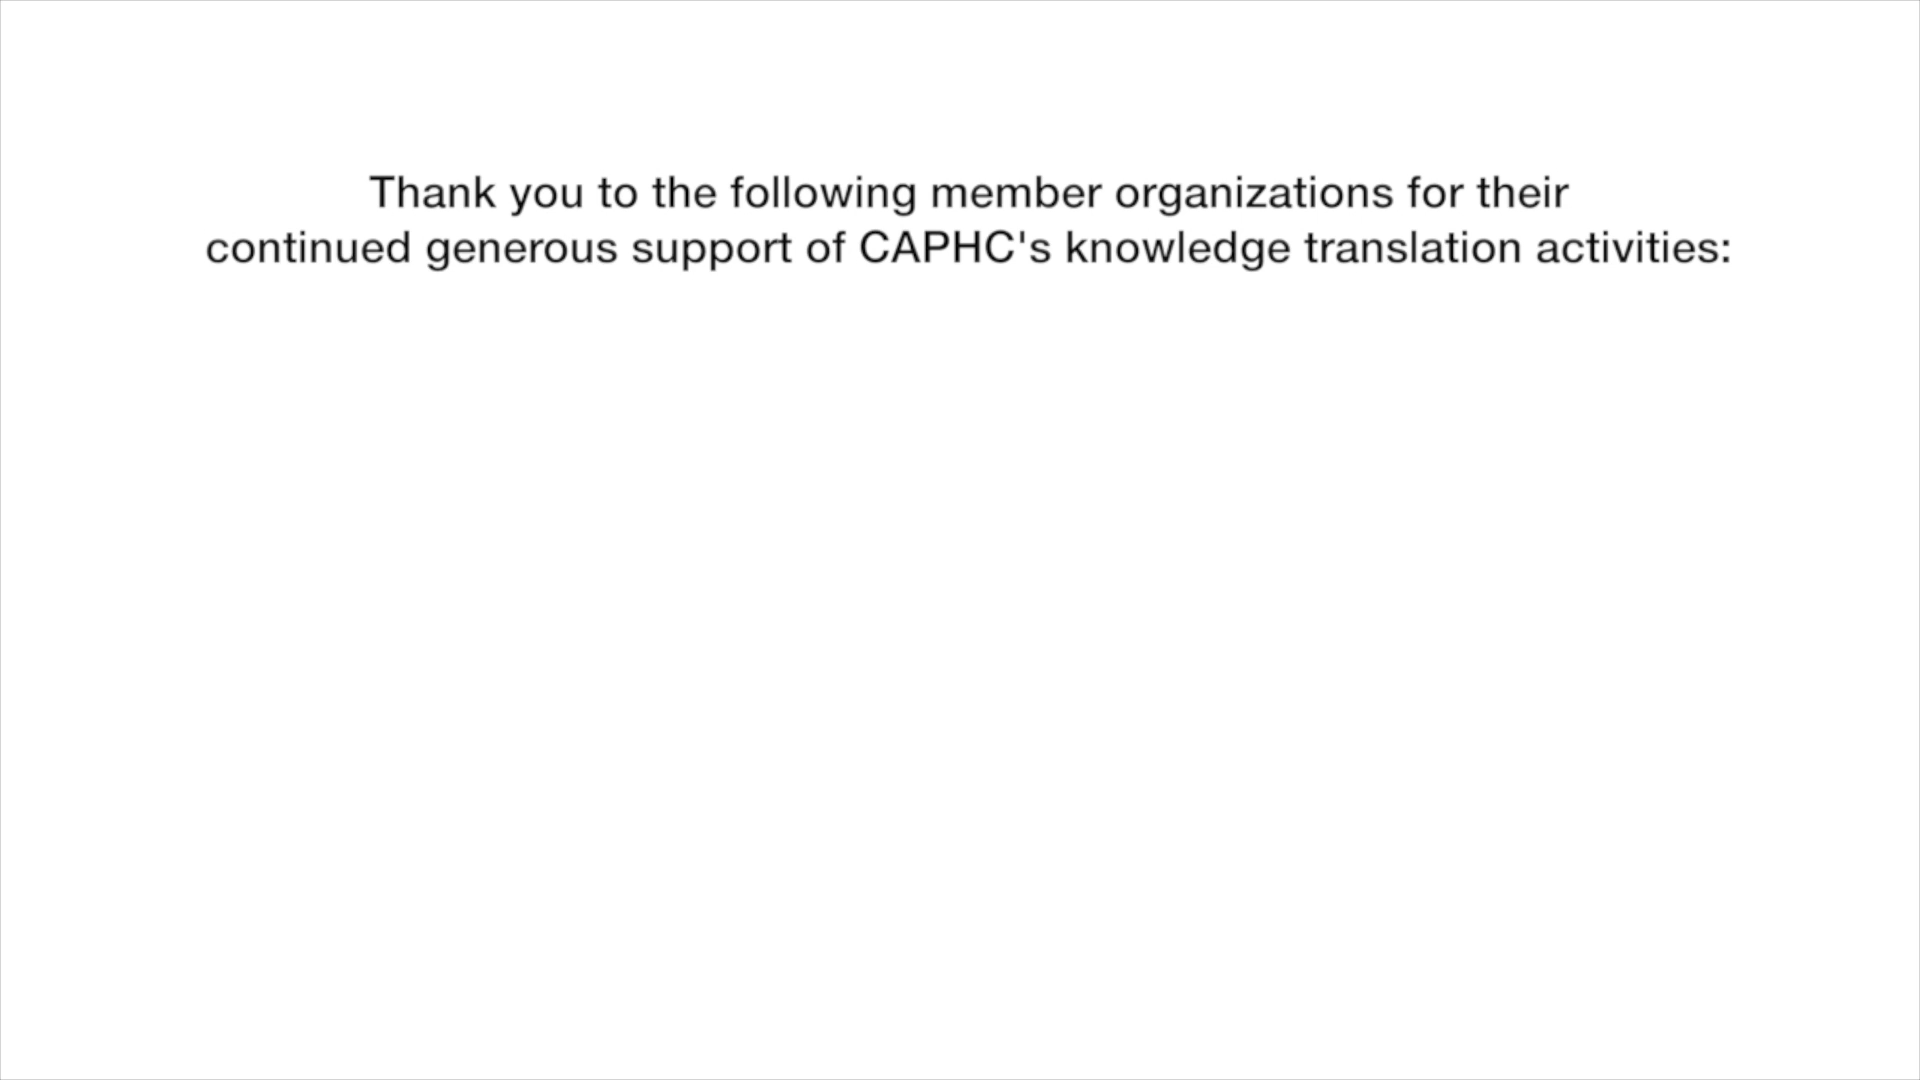 Thank you to the following member organizations for their
continued generous support of CAPHC's knowledge translation activities: